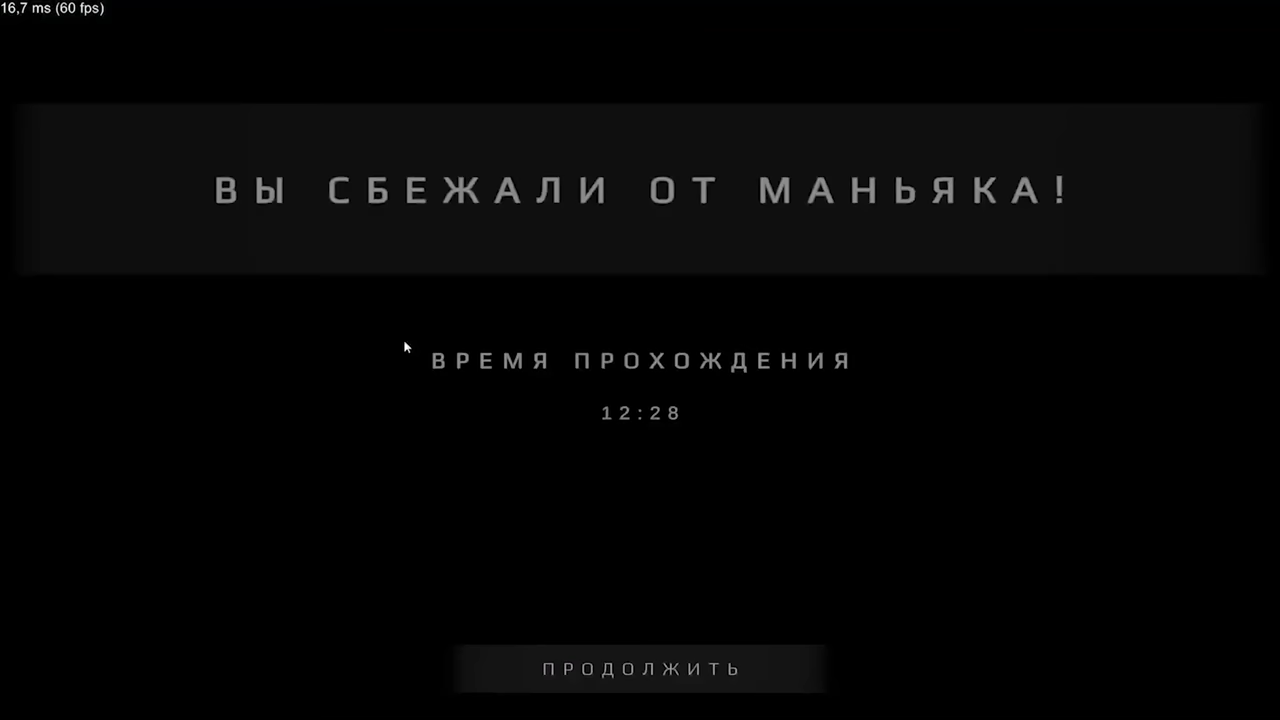 16,7 ms (60 fps)
ВЫ СБЕЖАЛИ ОТ МАНЬЯКА!
ВРЕМЯ ПРОХОЖДЕНИЯ
12:28
ПРОДОЛЖИТЬ